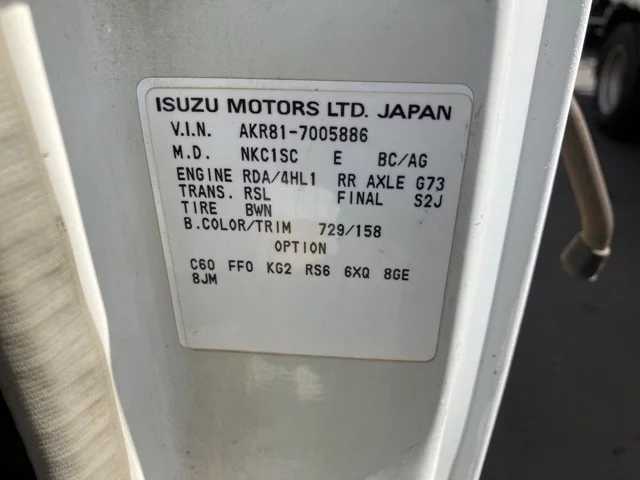 ISUZU MOTORS LTD. JAPAN
V.I.N. AKR81-7005886
M.D. NKC1SC E BC/AG
ENGINE RDA/4HL1 RR AXLE G73
TRANS. RSL FINAL S2J
TIRE BWN
B.COLOR/TRIM 729/158
OPTION
C60 FF0 KG2 RS6 6XQ 8GE
8JM